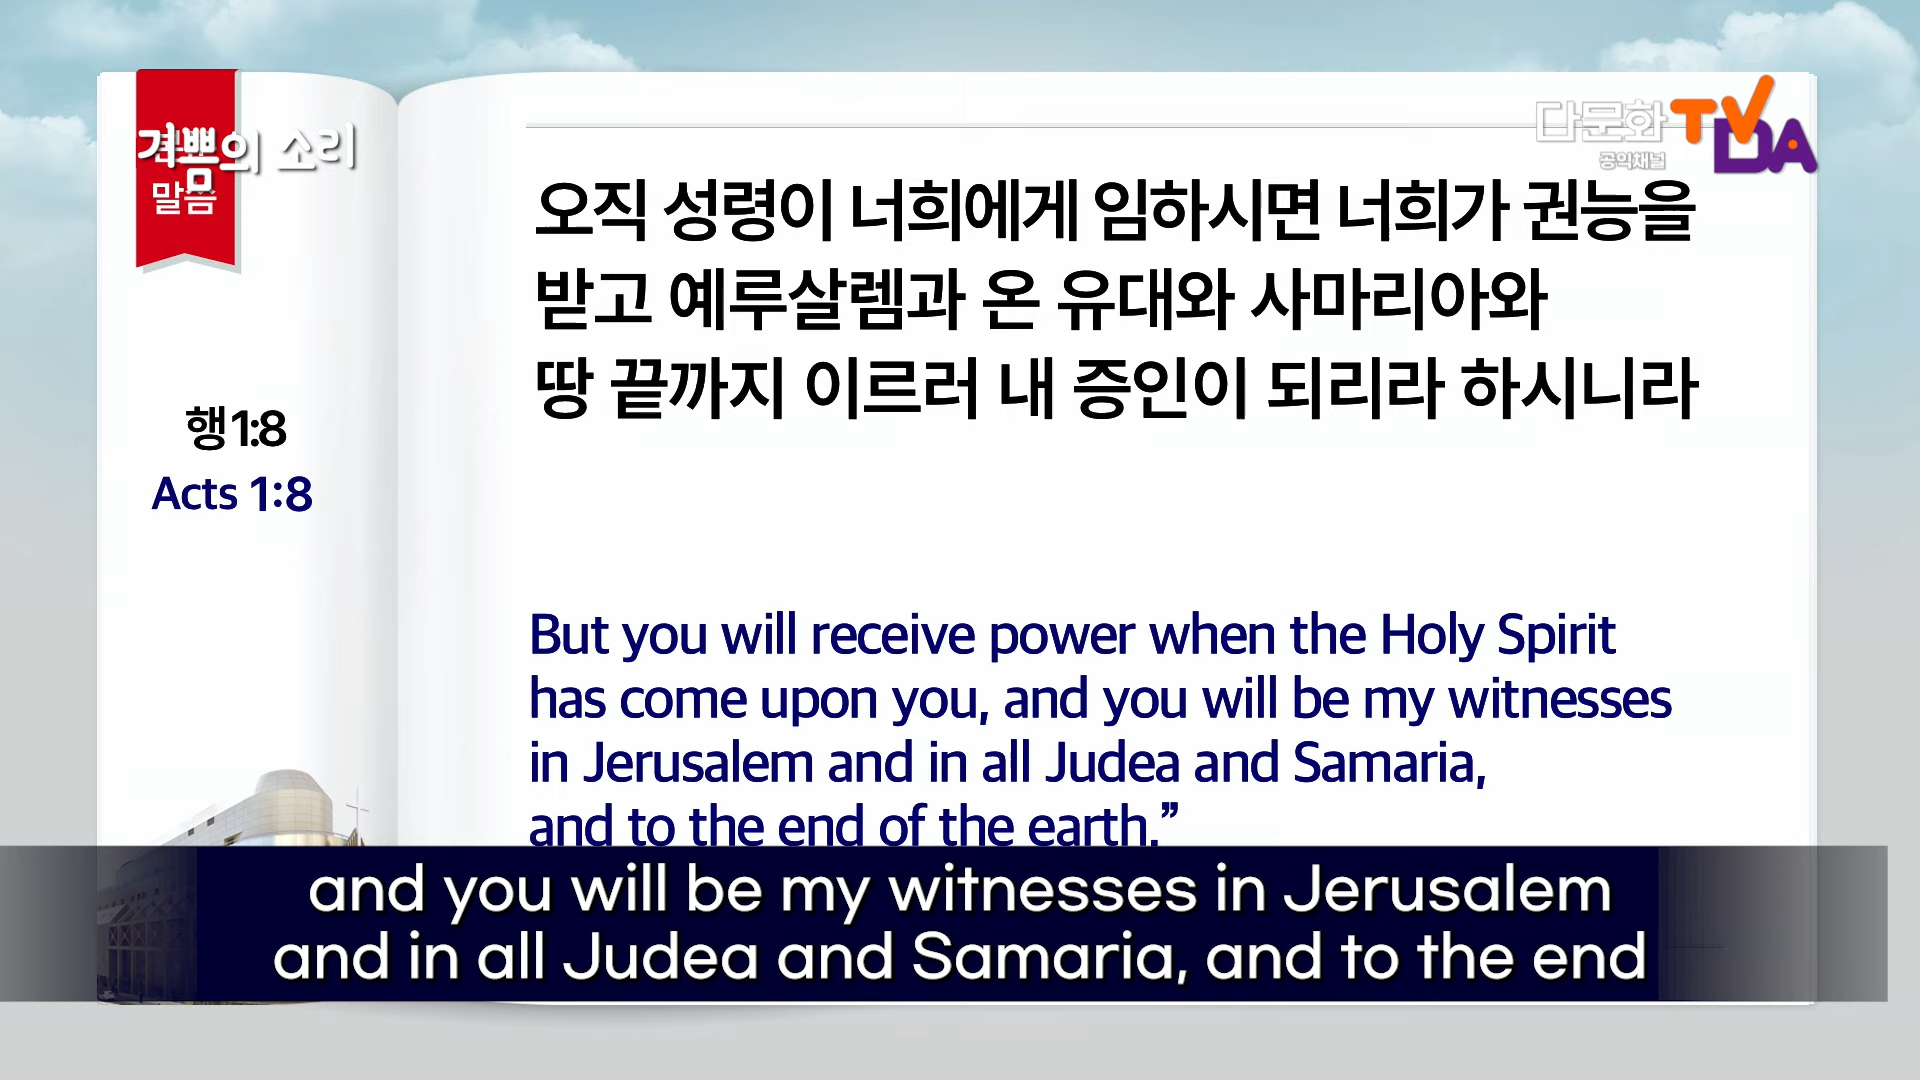 기쁨의 소리
말씀
다문화 TV
DA
공익채널
오직 성령이 너희에게 임하시면 너희가 권능을
받고 예루살렘과 온 유대와 사마리아와
땅 끝까지 이르러 내 증인이 되리라 하시니라
행1:8
Acts 1:8
But you will receive power when the Holy Spirit
has come upon you, and you will be my witnesses
in Jerusalem and in all Judea and Samaria,
and to the end of the earth.”
and you will be my witnesses in Jerusalem
and in all Judea and Samaria, and to the end